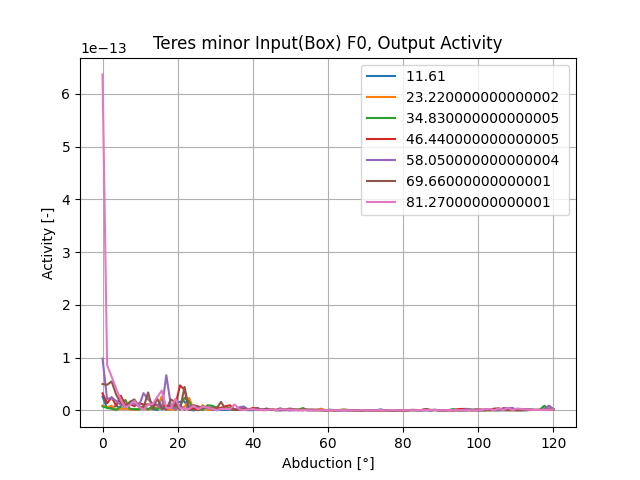 Teres minor Input(Box) F0, Output Activity
1e−13
6
5
4
3
2
1
0
Activity [-]
11.61
23.220000000000002
34.830000000000005
46.440000000000005
58.050000000000004
69.66000000000001
81.27000000000001
0 20 40 60 80 100 120
Abduction [°]